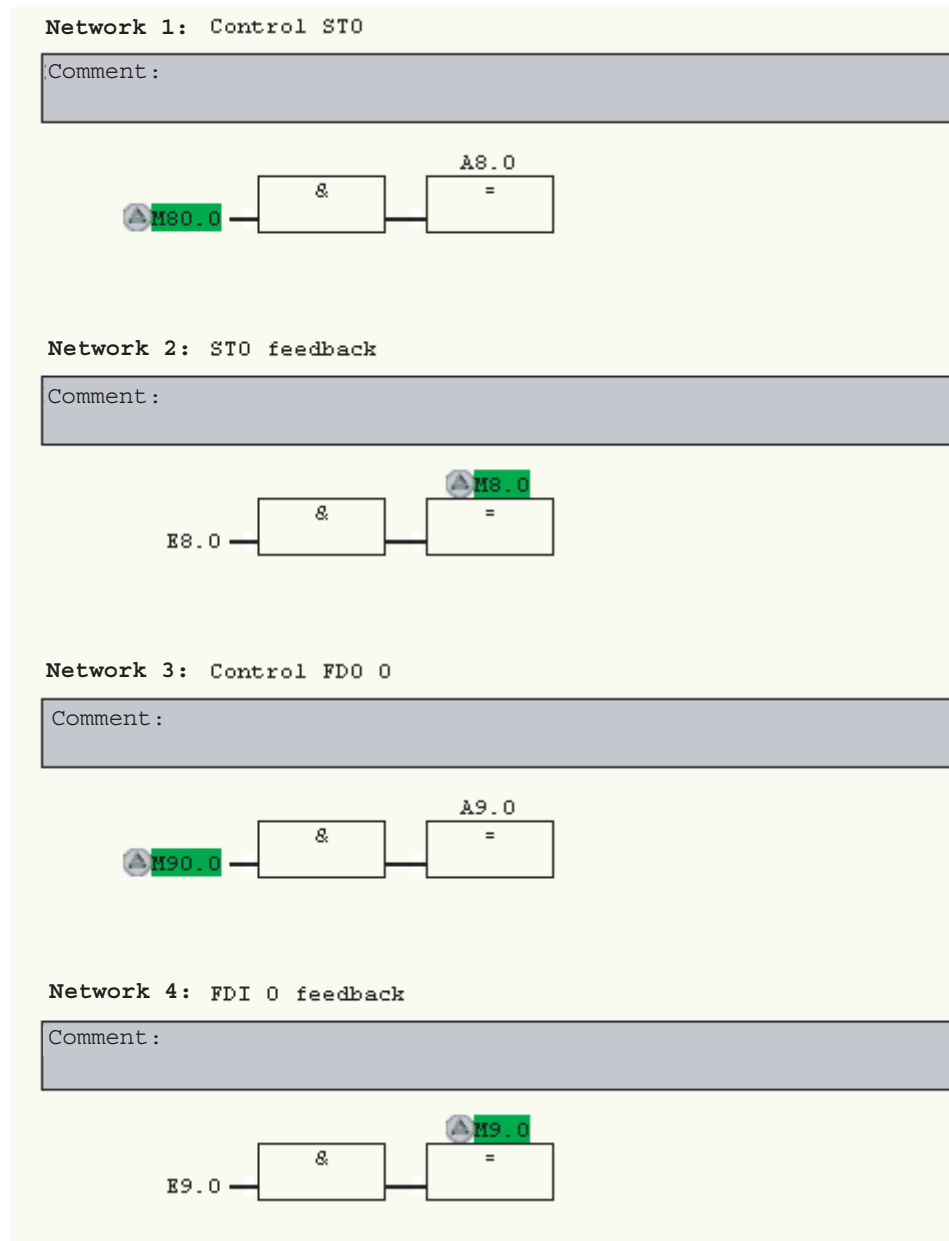 Network 1: Control STO
Comment:
A8.0
& =
M80.0
Network 2: STO feedback
Comment:
M8.0
& =
E8.0
Network 3: Control FDO 0
Comment:
A9.0
& =
M90.0
Network 4: FDI 0 feedback
Comment:
M9.0
& =
E9.0